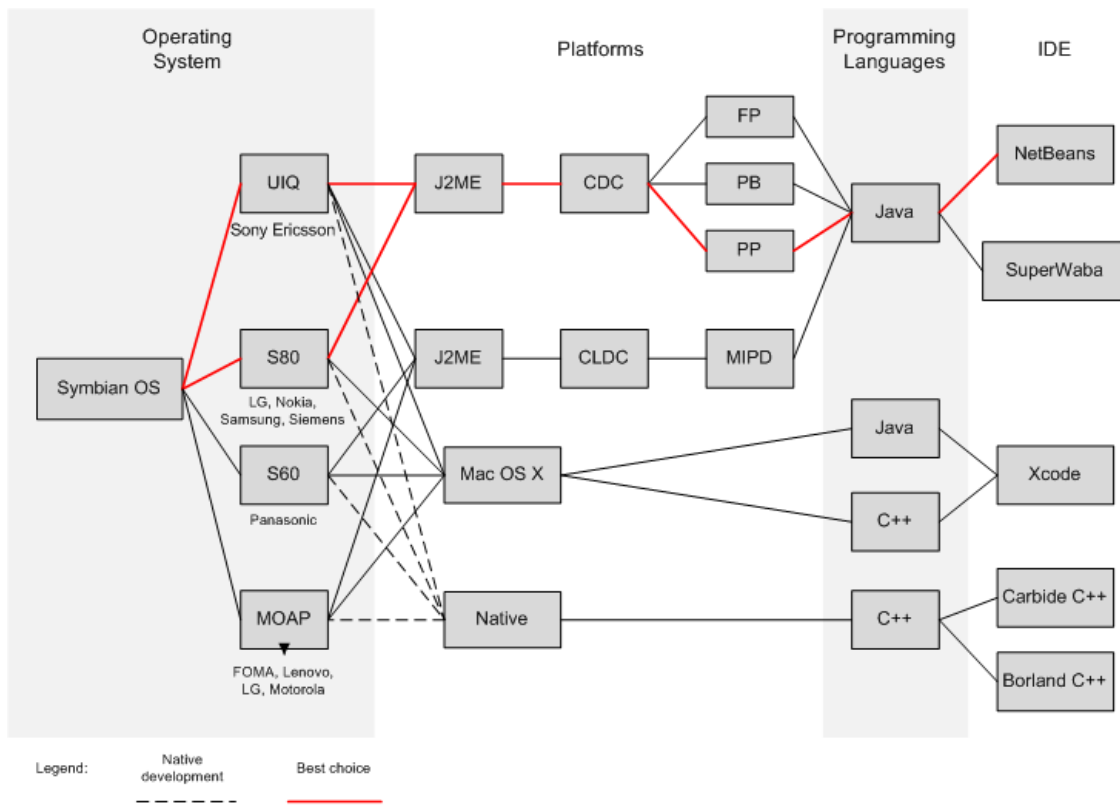 Operating
System
Platforms
Programming
Languages
IDE
FP
NetBeans
UIQ
J2ME
CDC
PB
Java
Sony Ericsson
PP
SuperWaba
Symbian OS
S80
J2ME
CLDC
MIPD
LG, Nokia,
Samsung, Siemens
Java
S60
Mac OS X
Xcode
Panasonic
C++
MOAP
Native
C++
Carbide C++
FOMA, Lenovo,
LG, Motorola
Borland C++
Legend:
Native
development
Best choice